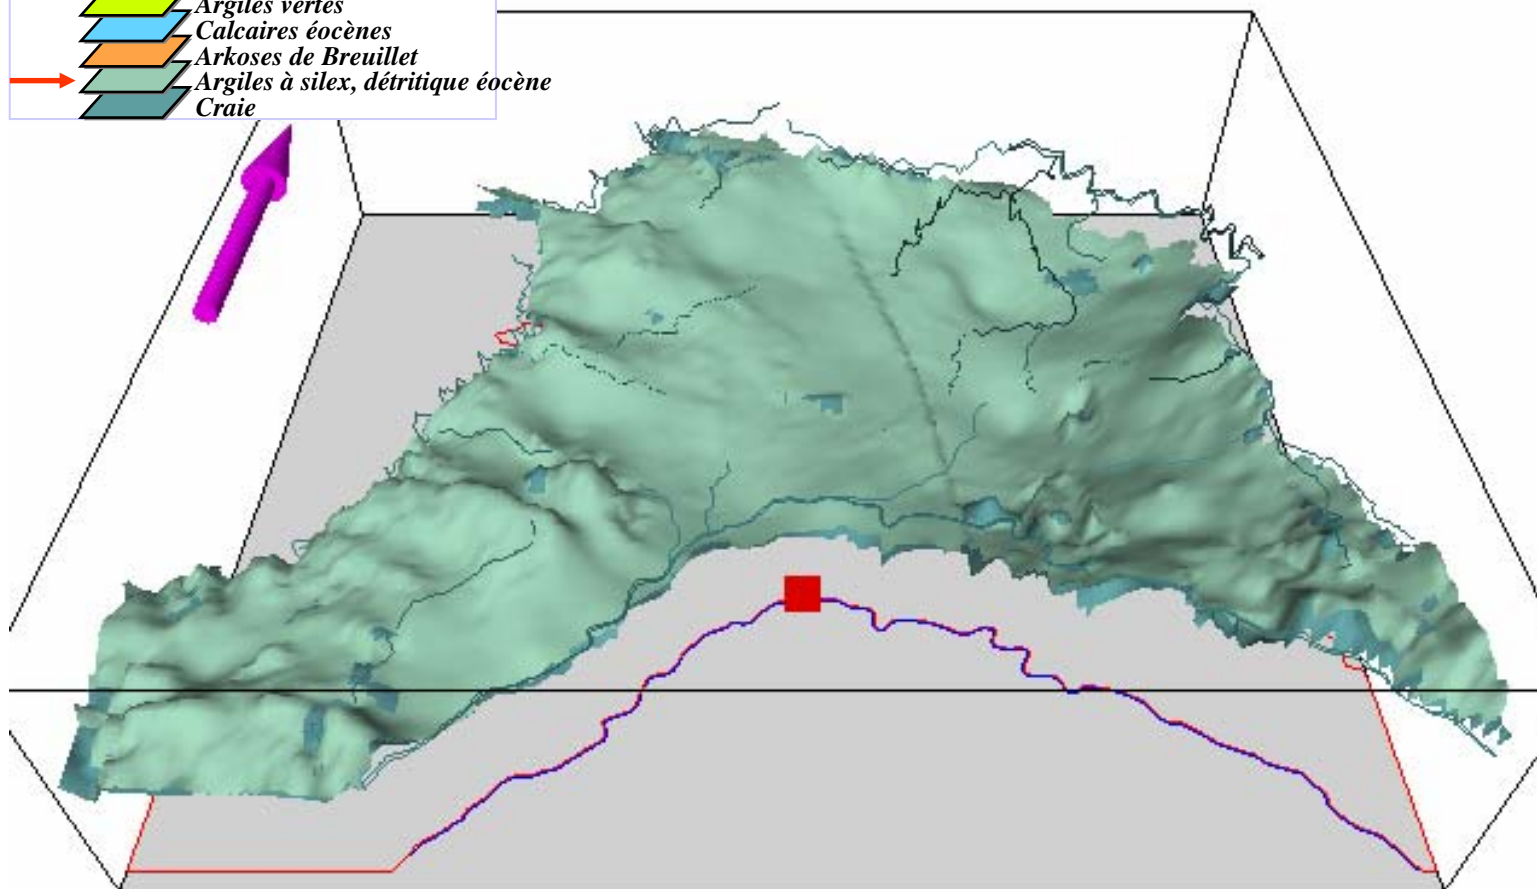 Argiles vertes
Calcaires éocènes
Arkoses de Breuillet
Argiles à silex, détritique éocène
Craie